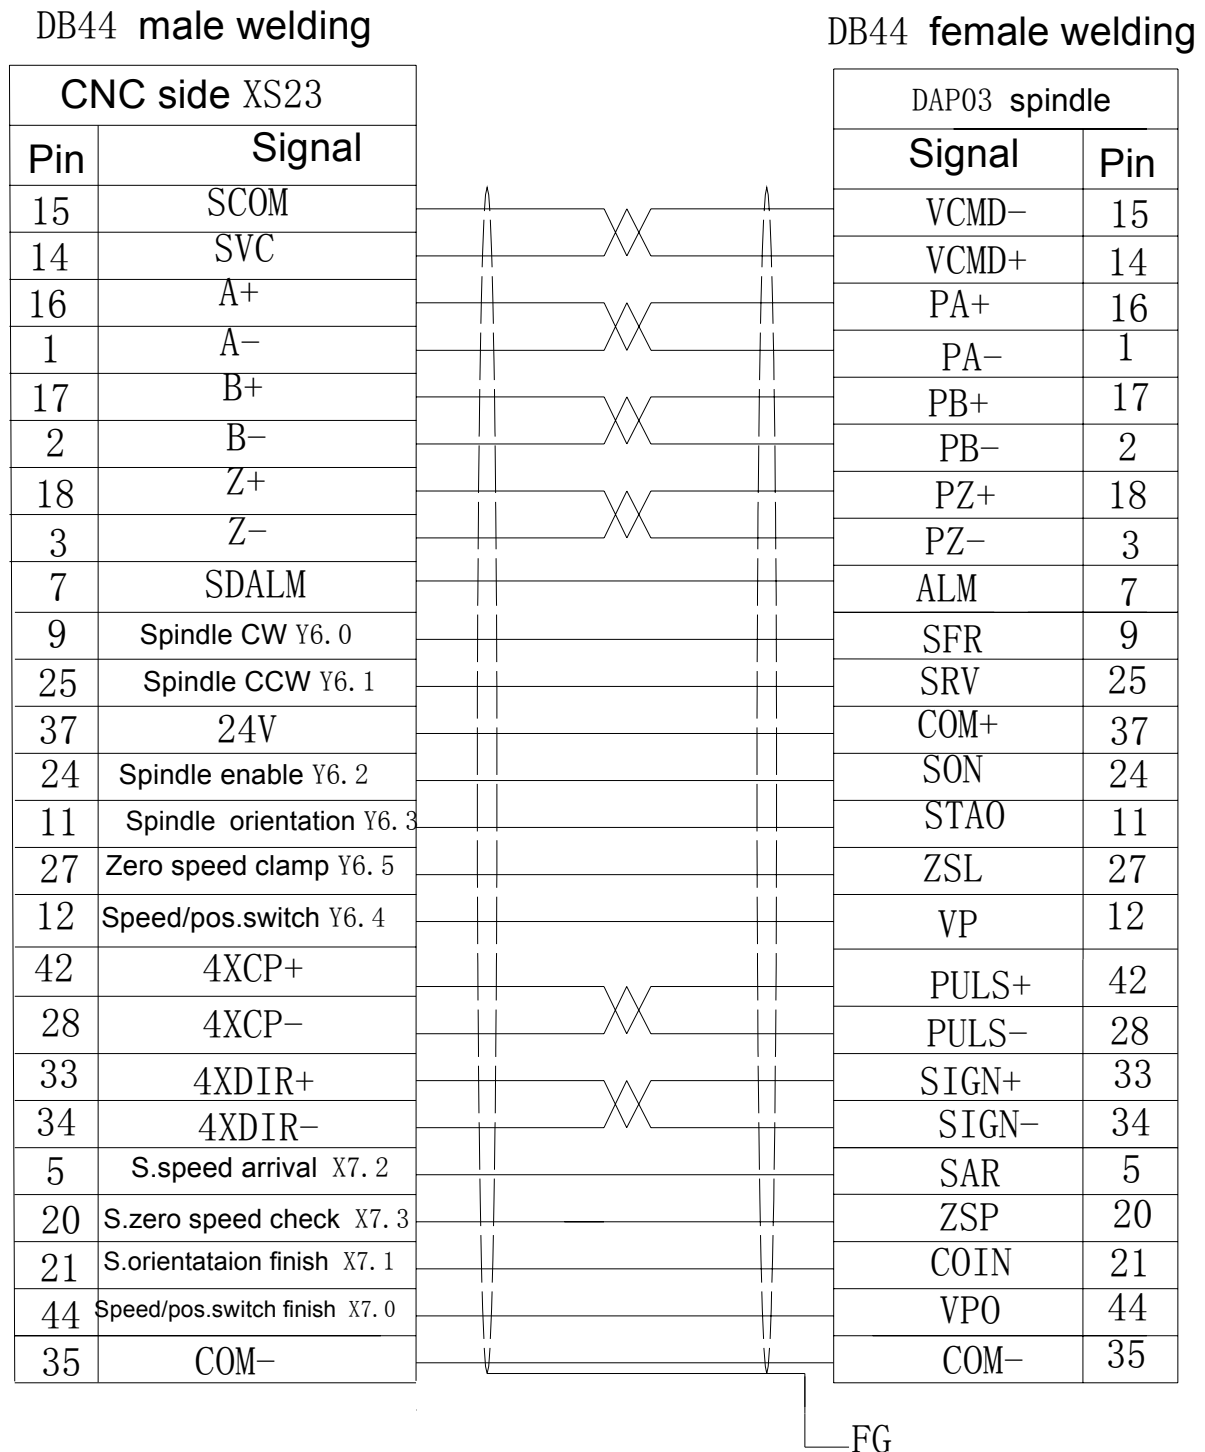 DB44 male welding DB44 female welding
CNC side XS23 DAP03 spindle
Pin Signal Signal Pin
15 SCOM VCMD- 15
14 SVC VCMD+ 14
16 A+ PA+ 16
1 A- PA- 1
17 B+ PB+ 17
2 B- PB- 2
18 Z+ PZ+ 18
3 Z- PZ- 3
7 SDALM ALM 7
9 Spindle CW Y6.0 SFR 9
25 Spindle CCW Y6.1 SRV 25
37 24V COM+ 37
24 Spindle enable Y6.2 SON 24
11 Spindle orientation Y6.3 STAO 11
27 Zero speed clamp Y6.5 ZSL 27
12 Speed/pos.switch Y6.4 VP 12
42 4XCP+ PULS+ 42
28 4XCP- PULS- 28
33 4XDIR+ SIGN+ 33
34 4XDIR- SIGN- 34
5 S.speed arrival X7.2 SAR 5
20 S.zero speed check X7.3 ZSP 20
21 S.orientataion finish X7.1 COIN 21
44 Speed/pos.switch finish X7.0 VPO 44
35 COM- COM- 35
FG